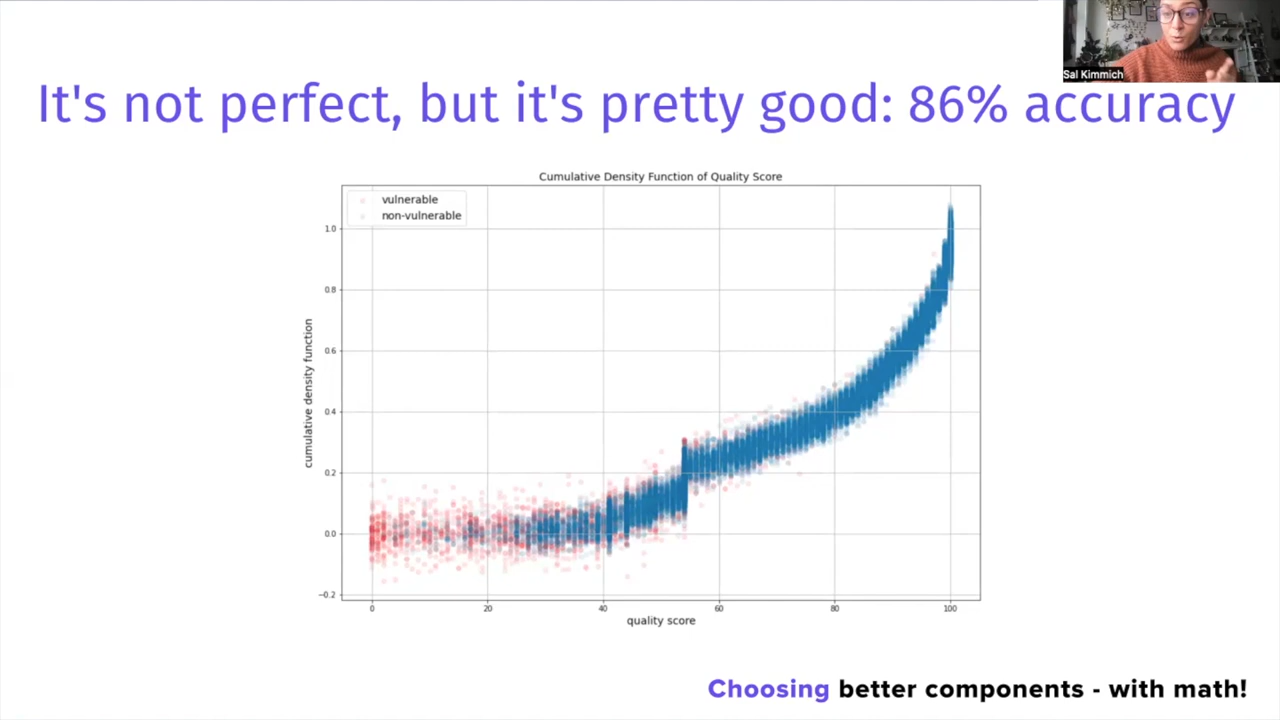 Sal Kimmich
It's not perfect, but it's pretty good: 86% accuracy
Cumulative Density Function of Quality Score
vulnerable
non-vulnerable
cumulative density function
1.0
0.8
0.6
0.4
0.2
0.0
−0.2
0 20 40 60 80 100
quality score
Choosing better components - with math!